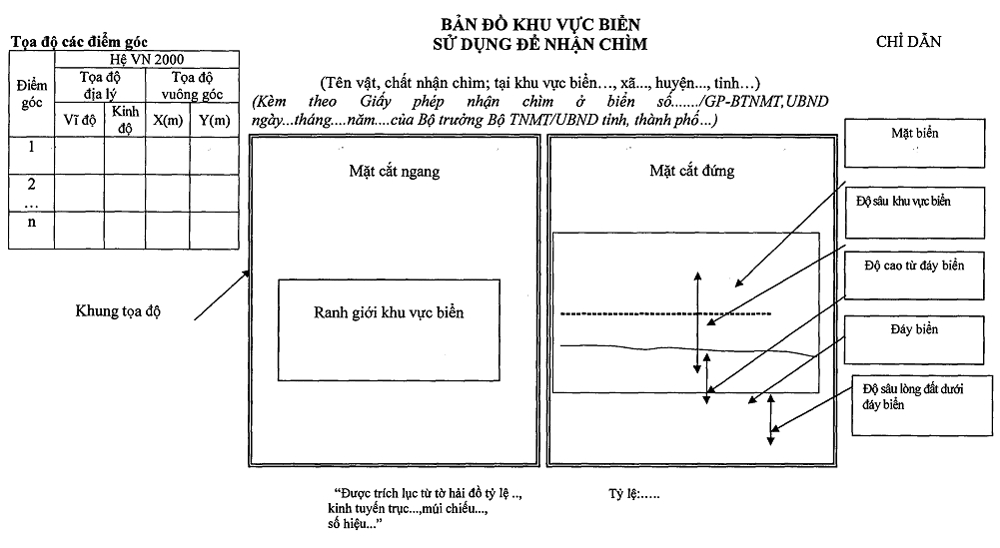 BẢN ĐỒ KHU VỰC BIỂN
SỬ DỤNG ĐỂ NHẬN CHÌM
CHỈ DẪN
Tọa độ các điểm góc
Điểm góc
Hệ VN 2000
Tọa độ địa lý
Tọa độ vuông góc
Vĩ độ
Kinh độ
X(m)
Y(m)
1
2
...
n
(Tên vật, chất nhận chìm; tại khu vực biển…, xã..., huyện..., tỉnh…)
(Kèm theo Giấy phép nhận chìm ở biển số......./GP-BTNMT,UBND
ngày...tháng....năm....của Bộ trưởng Bộ TNMT/UBND tỉnh, thành phố...)
Mặt cắt ngang
Mặt cắt đứng
Khung tọa độ
Ranh giới khu vực biển
Mặt biển
Độ sâu khu vực biển
Độ cao từ đáy biển
Đáy biển
Độ sâu lòng đất dưới
đáy biển
“Được trích lục từ tờ hải đồ tỷ lệ ..,
kinh tuyến trục...,múi chiếu...,
số hiệu...”
Tỷ lệ:…..